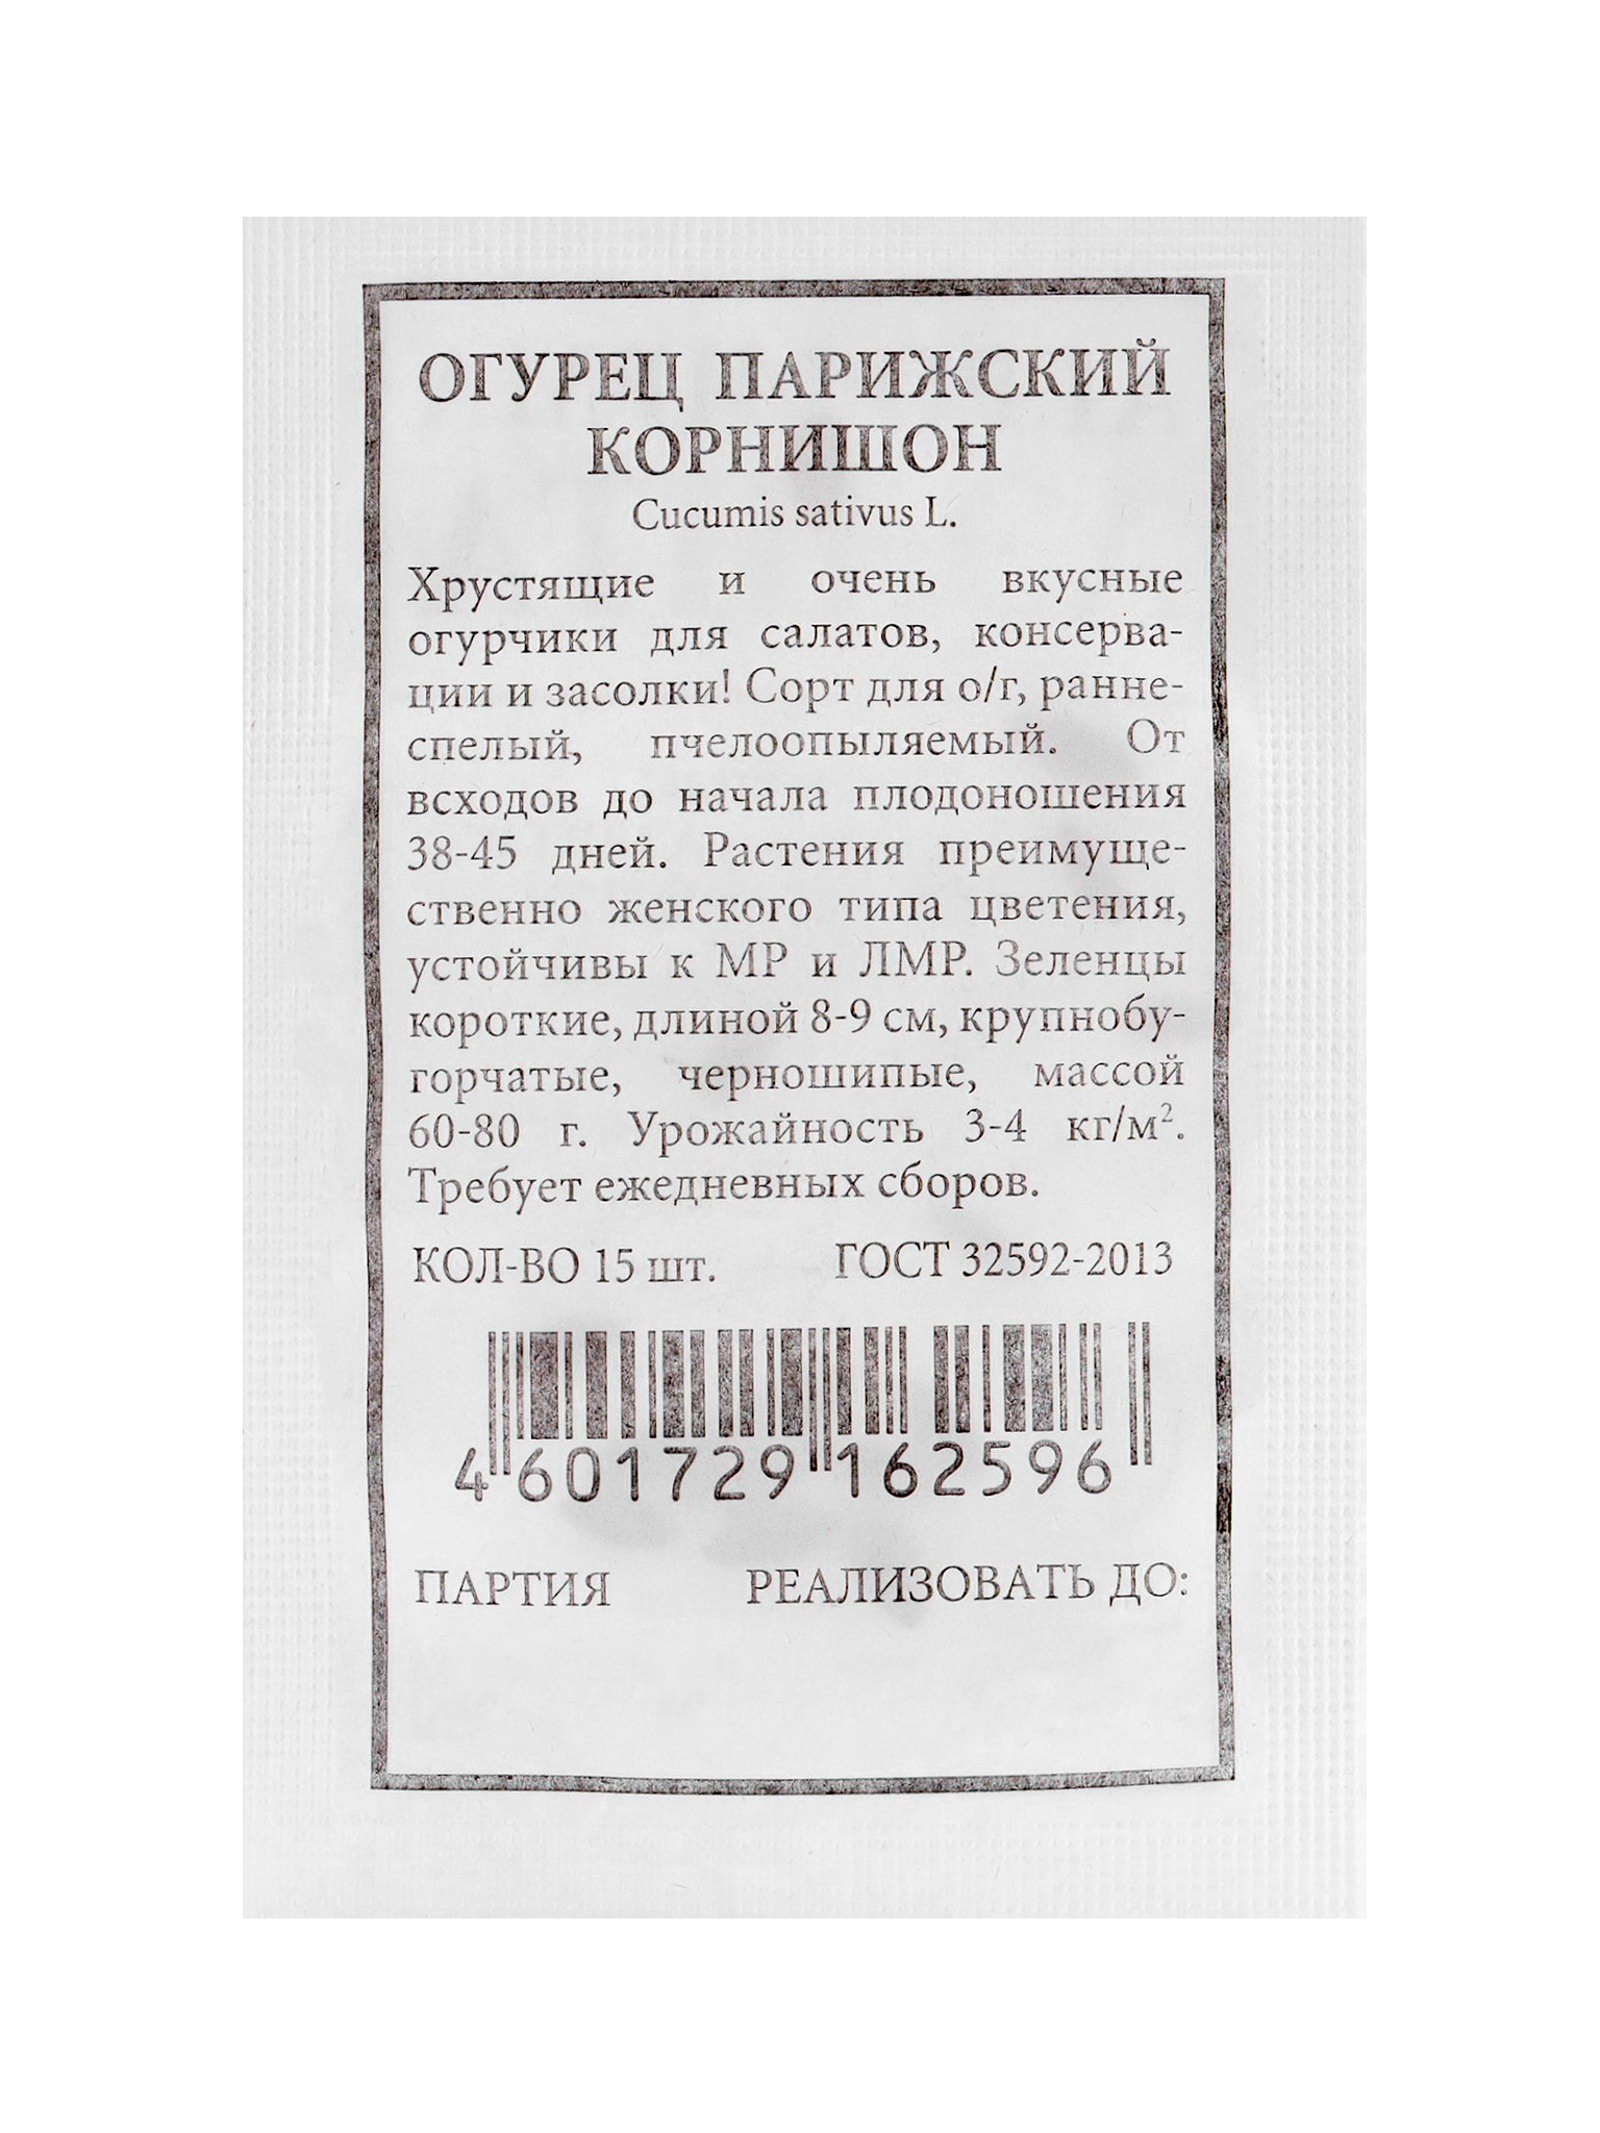 ОГУРЕЦ ПАРИЖСКИЙ
КОРНИШОН
Cucumis sativus L.
Хрустящие и очень вкусные
огурчики для салатов, консерва-
ции и засолки! Сорт для о/г, ранне-
спелый, пчелоопыляемый. От
всходов до начала плодоношения
38-45 дней. Растения преимуще-
ственно женского типа цветения,
устойчивы к МР и ЛМР. Зеленцы
короткие, длиной 8-9 см, крупнобу-
горчатые, черношипые, массой
60-80 г. Урожайность 3-4 кг/м².
Требует ежедневных сборов.
КОЛ-ВО 15 шт. ГОСТ 32592-2013
4 601729 162596
ПАРТИЯ РЕАЛИЗОВАТЬ ДО: